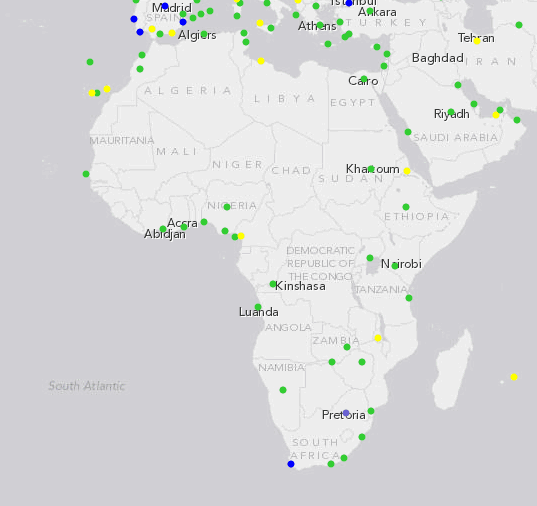 Istanbul
Madrid
Ankara
SPAIN
TURKEY
Athens
Algiers
Tehran
Baghdad
IRAN
Cairo
ALGERIA
LIBYA
EGYPT
Riyadh
SAUDI ARABIA
MAURITANIA
MALI
NIGER
CHAD
Khartoum
SUDAN
NIGERIA
ETHIOPIA
Accra
Abidjan
DEMOCRATIC
REPUBLIC OF
THE CONGO
Nairobi
Kinshasa
TANZANIA
Luanda
ANGOLA
ZAMBIA
NAMIBIA
South Atlantic
Pretoria
SOUTH
AFRICA